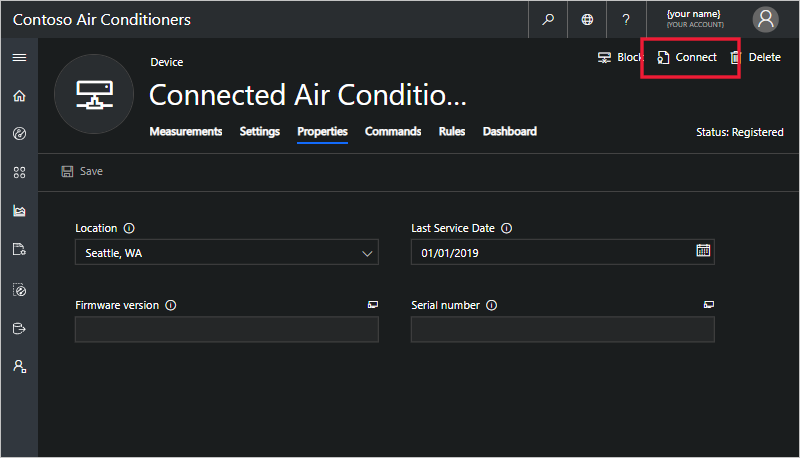 Contoso Air Conditioners
?
{your name}
{YOUR ACCOUNT}
Device
Block
Connect
Delete
Connected Air Conditio...
Measurements
Settings
Properties
Commands
Rules
Dashboard
Status: Registered
Save
Location
Last Service Date
Seattle, WA
01/01/2019
Firmware version
Serial number